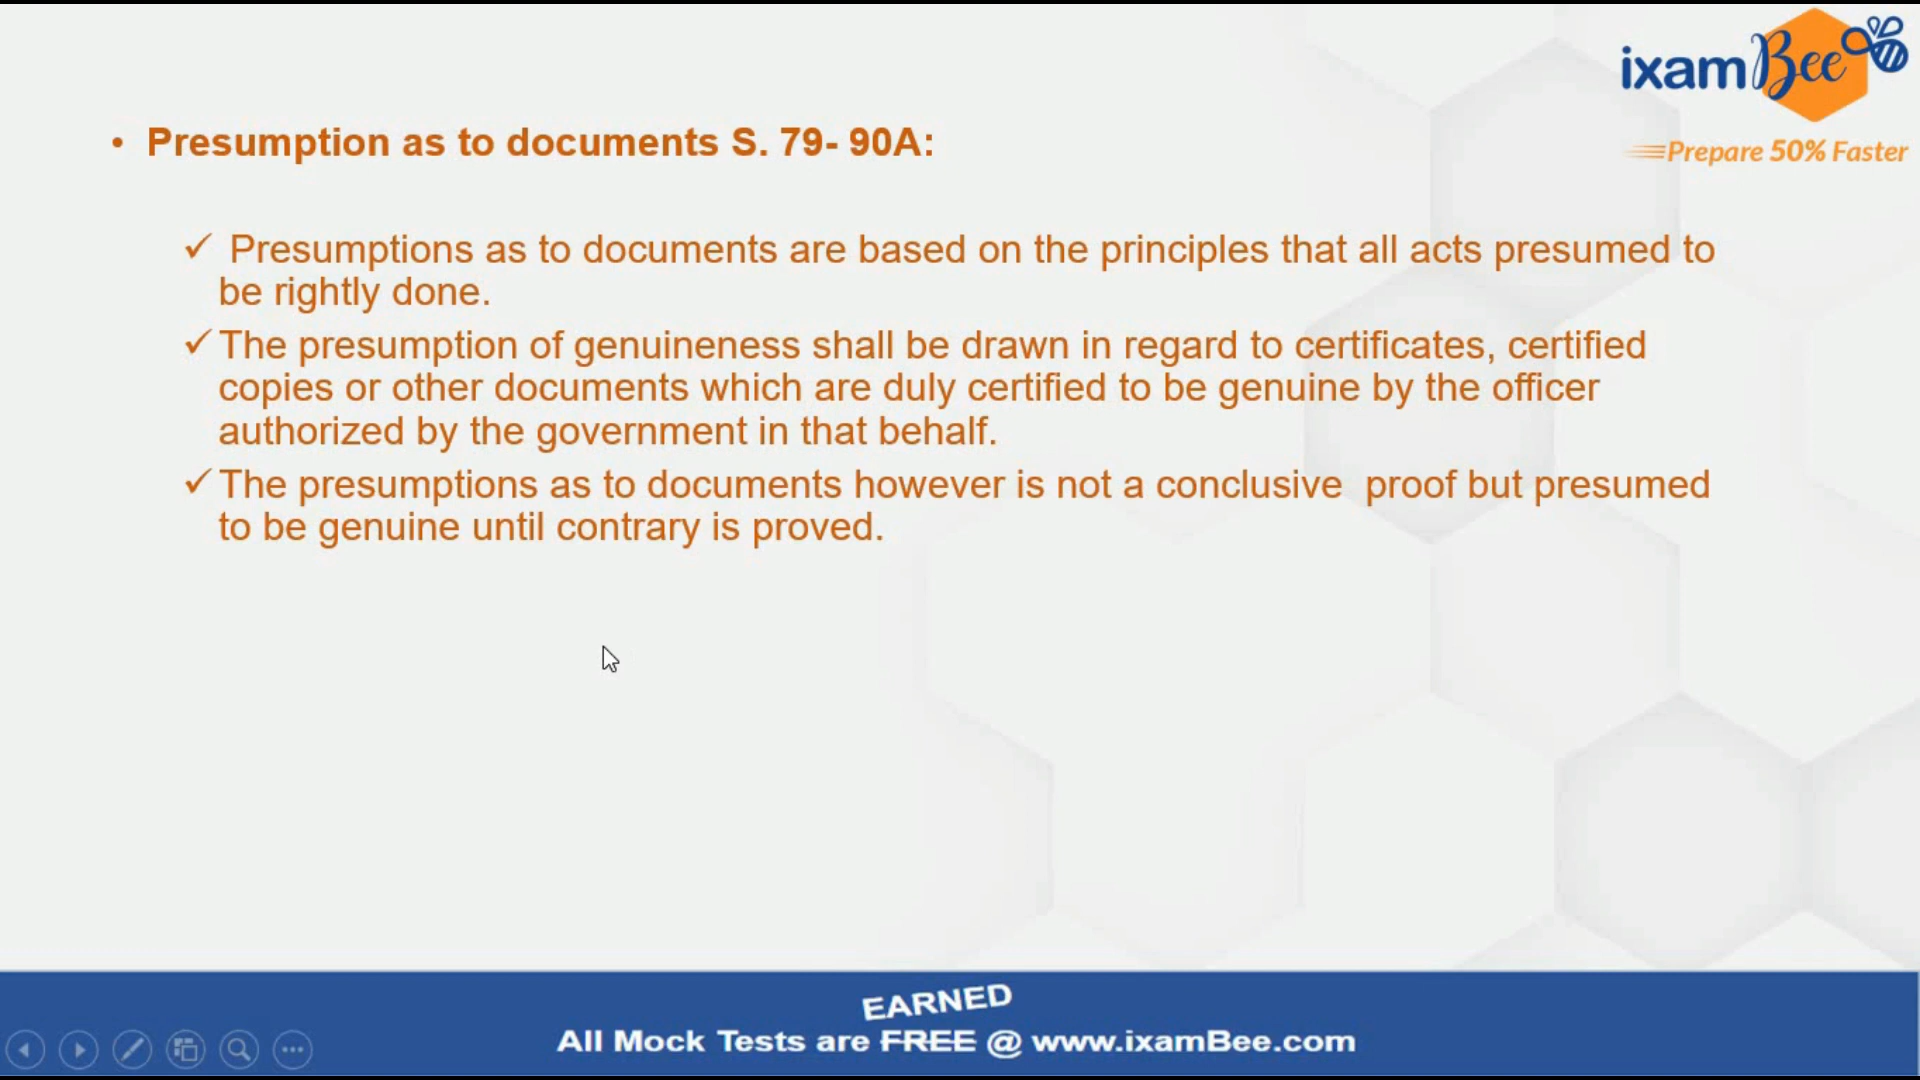 ixamBee
Prepare 50% Faster
• Presumption as to documents S. 79- 90A:
✓ Presumptions as to documents are based on the principles that all acts presumed to
be rightly done.
✓ The presumption of genuineness shall be drawn in regard to certificates, certified
copies or other documents which are duly certified to be genuine by the officer
authorized by the government in that behalf.
✓ The presumptions as to documents however is not a conclusive  proof but presumed
to be genuine until contrary is proved.
EARNED
All Mock Tests are FREE @ www.ixamBee.com